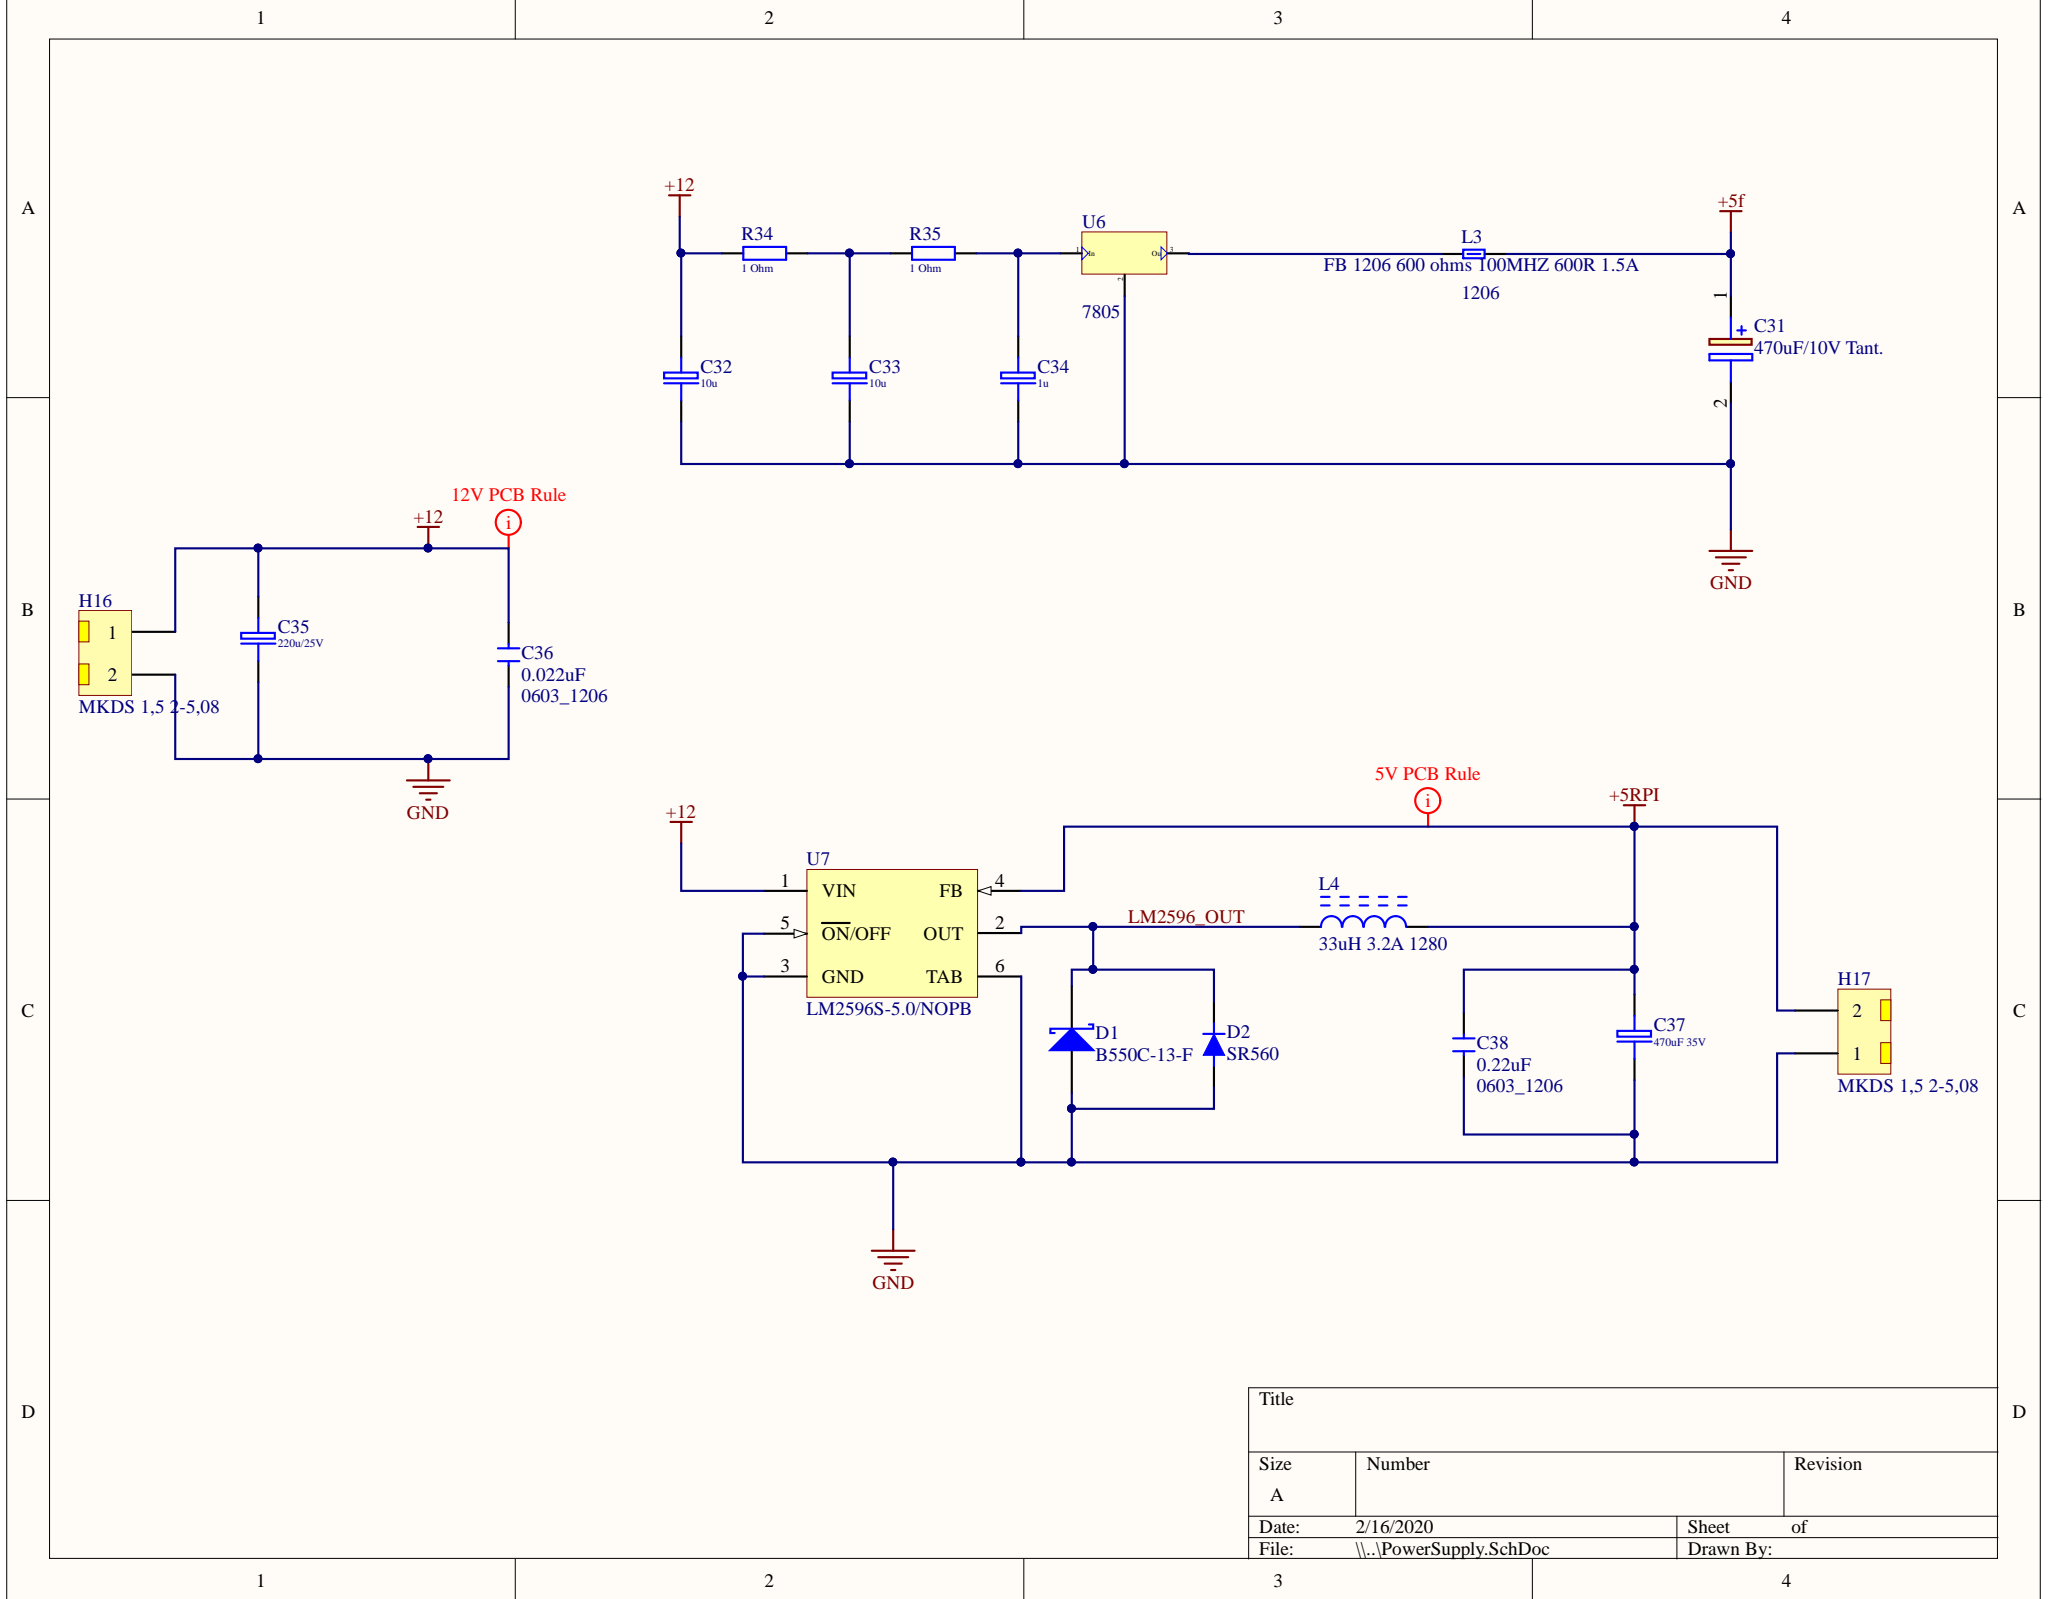 1 2 3 4
A A
+12
+5f
U6
R34 R35
L3
1 Ohm 1 Ohm
1 In Out 3
2
FB 1206 600 ohms 100MHZ 600R 1.5A
1206
7805
1
C31
470uF/10V Tant.
C32
10u
C33
10u
C34
1u
2
GND
12V PCB Rule
+12
i
B B
H16
1
2
MKDS 1,5 2-5,08
C35
220u/25V
C36
0.022uF
0603_1206
GND
5V PCB Rule
i
+12
+5RPI
U7
1 VIN FB 4
5 ON/OFF OUT 2
3 GND TAB 6
LM2596S-5.0/NOPB
LM2596_OUT
L4
33uH 3.2A 1280
C C
D1
B550C-13-F
D2
SR560
C38
0.22uF
0603_1206
C37
470uF 35V
H17
2
1
MKDS 1,5 2-5,08
GND
D D
Title
Size Number Revision
A
Date: 2/16/2020 Sheet of
File: \\..\PowerSupply.SchDoc Drawn By:
1 2 3 4